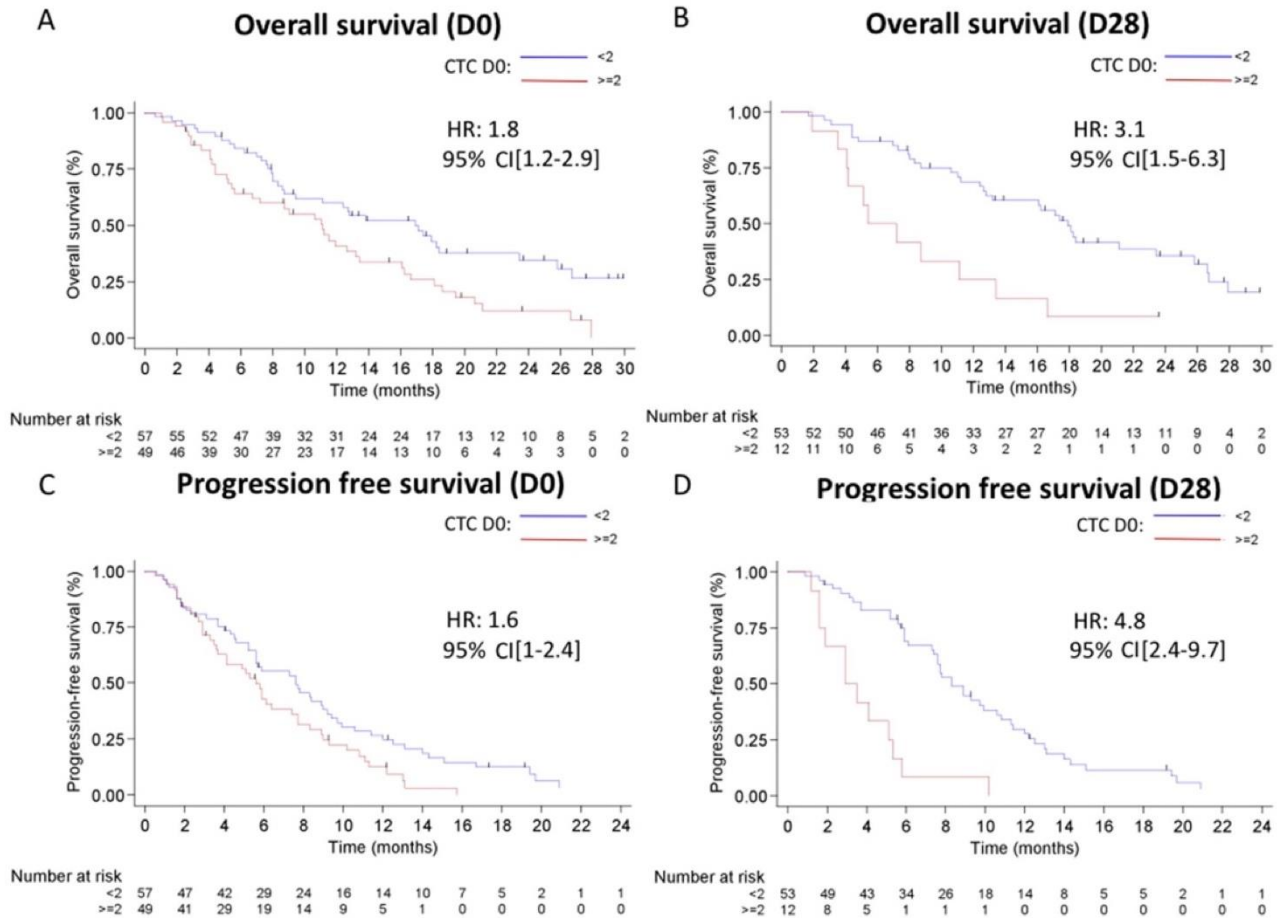 A
Overall survival (D0)
CTC D0:
<2
>=2
HR: 1.8
95% CI[1.2-2.9]
Overall survival (%)
1.00
0.75
0.50
0.25
0.00
0 2 4 6 8 10 12 14 16 18 20 22 24 26 28 30
Time (months)
Number at risk
<2 57 55 52 47 39 32 31 24 24 17 13 12 10 8 5 2
>=2 49 46 39 30 27 23 17 14 13 10 6 4 3 3 0 0
B
Overall survival (D28)
CTC D0:
<2
>=2
HR: 3.1
95% CI[1.5-6.3]
Overall survival (%)
1.00
0.75
0.50
0.25
0.00
0 2 4 6 8 10 12 14 16 18 20 22 24 26 28 30
Time (months)
Number at risk
<2 53 52 50 46 41 36 33 27 27 20 14 13 11 9 4 2
>=2 12 11 10 6 5 4 3 2 2 1 1 1 0 0 0 0
C
Progression free survival (D0)
CTC D0:
<2
>=2
HR: 1.6
95% CI[1-2.4]
Progression-free survival (%)
1.00
0.75
0.50
0.25
0.00
0 2 4 6 8 10 12 14 16 18 20 22 24
Time (months)
Number at risk
<2 57 47 42 29 24 16 14 10 7 5 2 1 1
>=2 49 41 29 19 14 9 5 1 0 0 0 0 0
D
Progression free survival (D28)
CTC D0:
<2
>=2
HR: 4.8
95% CI[2.4-9.7]
Progression-free survival (%)
1.00
0.75
0.50
0.25
0.00
0 2 4 6 8 10 12 14 16 18 20 22 24
Time (months)
Number at risk
<2 53 49 43 34 26 18 14 8 5 5 2 1 1
>=2 12 8 5 1 1 1 0 0 0 0 0 0 0